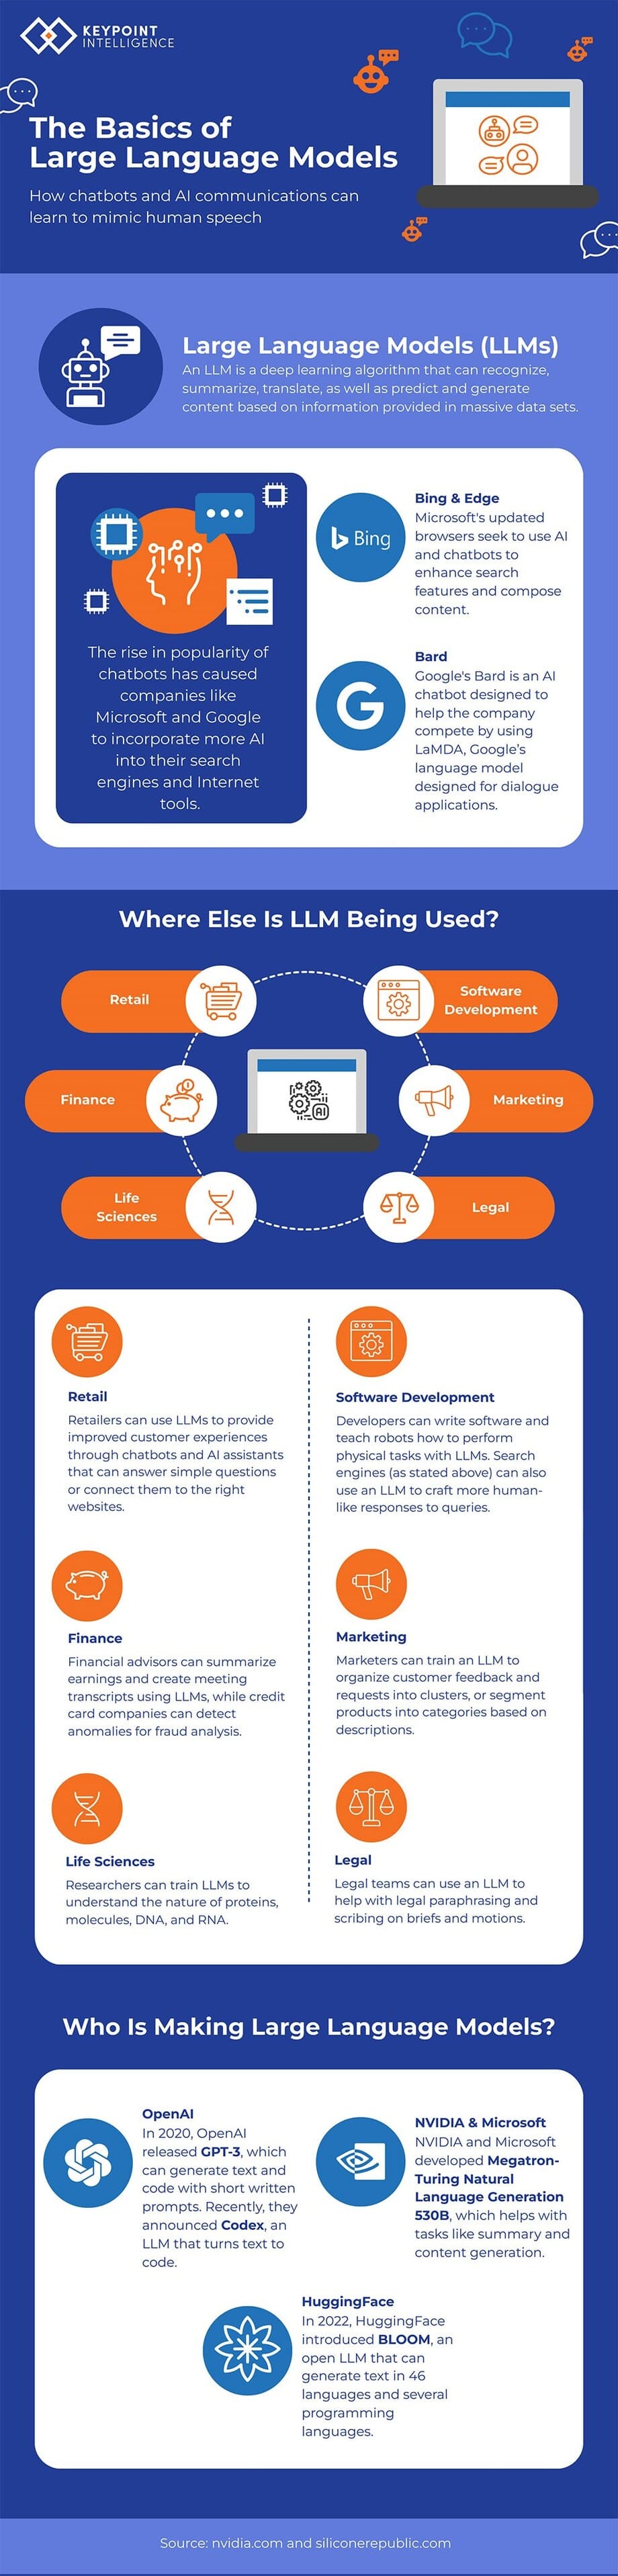 KEYPOINT
INTELLIGENCE
The Basics of
Large Language Models
How chatbots and AI communications can
learn to mimic human speech
Large Language Models (LLMs)
An LLM is a deep learning algorithm that can recognize,
summarize, translate, as well as predict and generate
content based on information provided in massive data sets.
The rise in popularity of
chatbots has caused
companies like
Microsoft and Google
to incorporate more AI
into their search
engines and Internet
tools.
Bing
Bing & Edge
Microsoft's updated
browsers seek to use AI
and chatbots to
enhance search
features and compose
content.
G
Bard
Google's Bard is an AI
chatbot designed to
help the company
compete by using
LaMDA, Google's
language model
designed for dialogue
applications.
Where Else Is LLM Being Used?
Retail
Software
Development
Finance
Marketing
Life
Sciences
Legal
AI
Retail
Retailers can use LLMs to provide
improved customer experiences
through chatbots and AI assistants
that can answer simple questions
or connect them to the right
websites.
Software Development
Developers can write software and
teach robots how to perform
physical tasks with LLMs. Search
engines (as stated above) can also
use an LLM to craft more human-
like responses to queries.
Finance
Financial advisors can summarize
earnings and create meeting
transcripts using LLMs, while credit
card companies can detect
anomalies for fraud analysis.
Marketing
Marketers can train an LLM to
organize customer feedback and
requests into clusters, or segment
products into categories based on
descriptions.
Life Sciences
Researchers can train LLMs to
understand the nature of proteins,
molecules, DNA, and RNA.
Legal
Legal teams can use an LLM to
help with legal paraphrasing and
scribing on briefs and motions.
Who Is Making Large Language Models?
OpenAI
In 2020, OpenAI
released GPT-3, which
can generate text and
code with short written
prompts. Recently, they
announced Codex, an
LLM that turns text to
code.
NVIDIA & Microsoft
NVIDIA and Microsoft
developed Megatron-
Turing Natural
Language Generation
530B, which helps with
tasks like summary and
content generation.
HuggingFace
In 2022, HuggingFace
introduced BLOOM, an
open LLM that can
generate text in 46
languages and several
programming
languages.
Source: nvidia.com and siliconerepublic.com